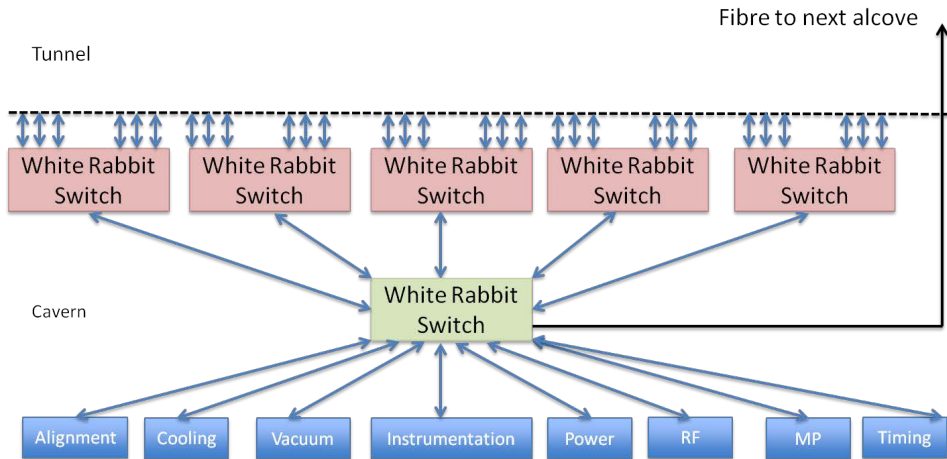 Fibre to next alcove
Tunnel
White Rabbit
Switch
White Rabbit
Switch
White Rabbit
Switch
White Rabbit
Switch
White Rabbit
Switch
White Rabbit
Switch
Cavern
Alignment
Cooling
Vacuum
Instrumentation
Power
RF
MP
Timing